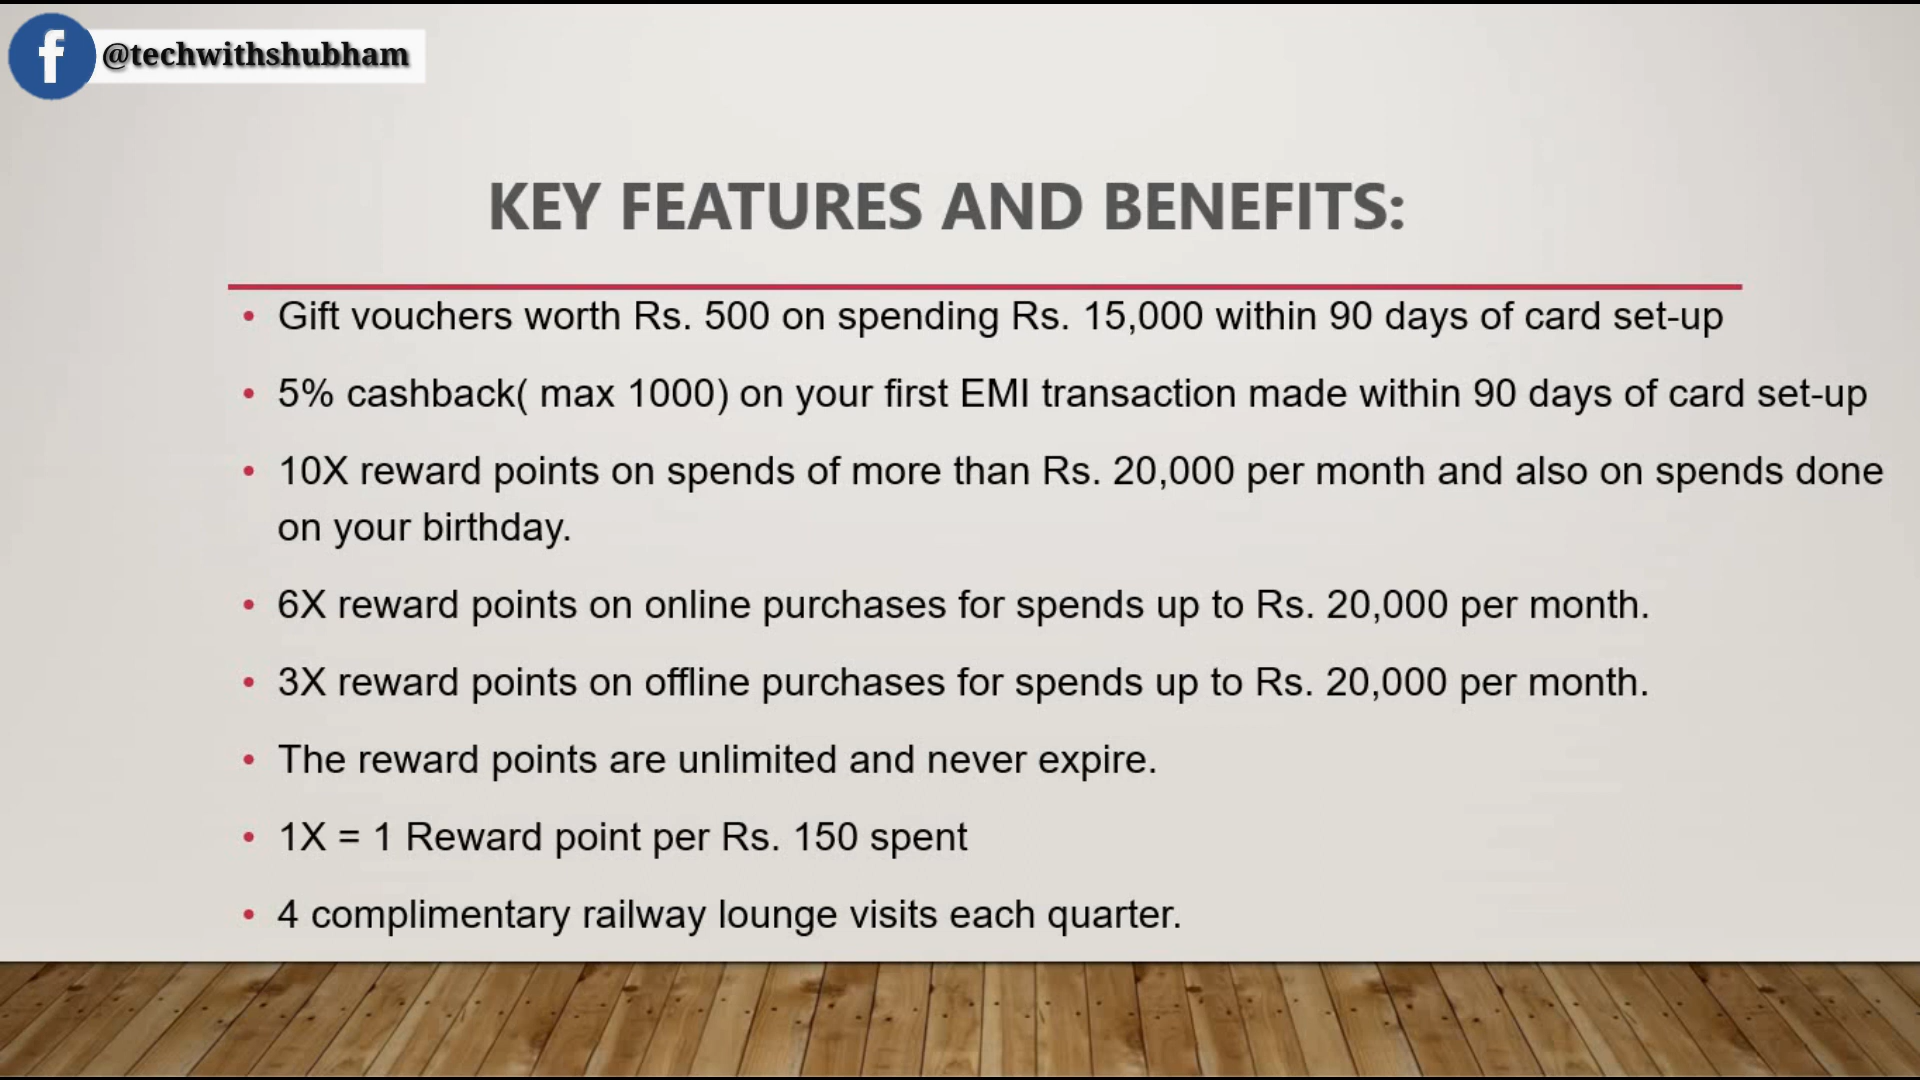 f
@techwithshubham
KEY FEATURES AND BENEFITS:
• Gift vouchers worth Rs. 500 on spending Rs. 15,000 within 90 days of card set-up
• 5% cashback( max 1000) on your first EMI transaction made within 90 days of card set-up
• 10X reward points on spends of more than Rs. 20,000 per month and also on spends done
on your birthday.
• 6X reward points on online purchases for spends up to Rs. 20,000 per month.
• 3X reward points on offline purchases for spends up to Rs. 20,000 per month.
• The reward points are unlimited and never expire.
• 1X = 1 Reward point per Rs. 150 spent
• 4 complimentary railway lounge visits each quarter.